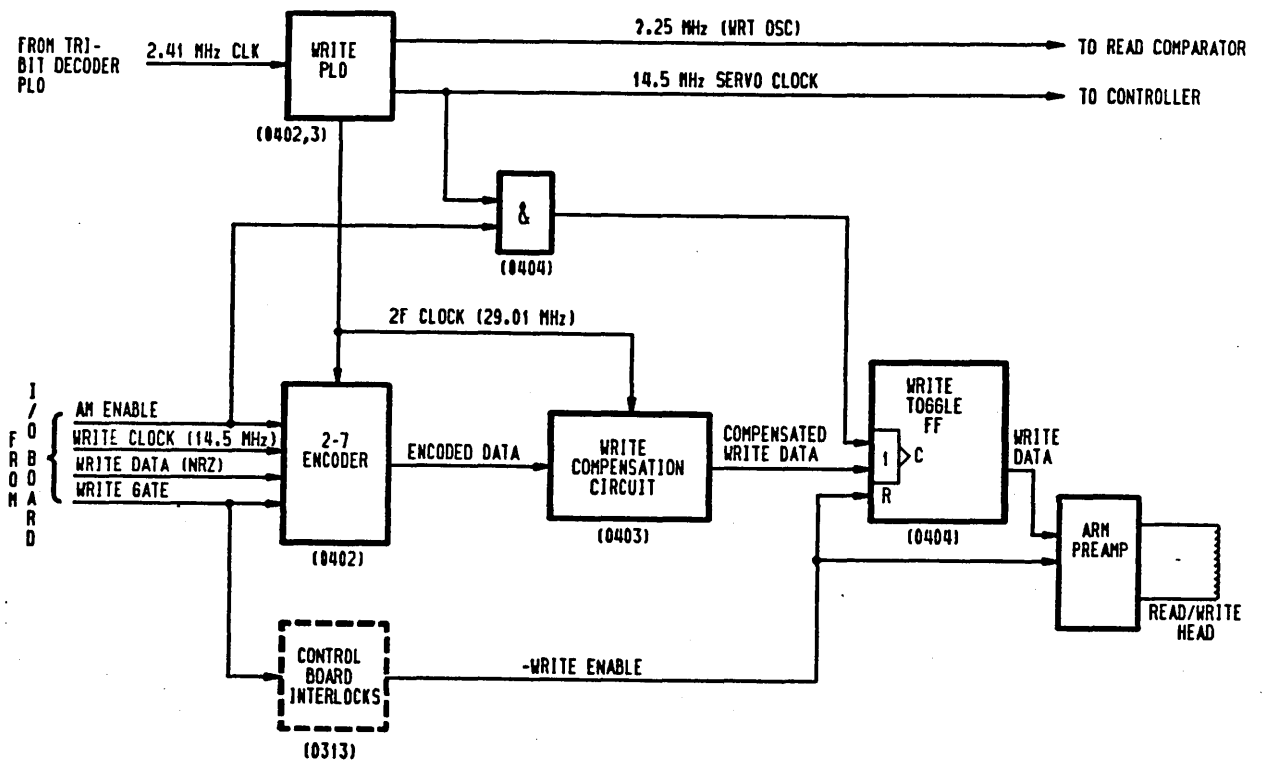 FROM TRI-
BIT DECODER
PLO
2.41 MHz CLK
WRITE
PLO
(0402,3)
?.25 MHz (WRT OSC)
TO READ COMPARATOR
14.5 MHz SERVO CLOCK
TO CONTROLLER
&
(0404)
2F CLOCK (29.01 MHz)
FROM
I/O BOARD
AM ENABLE
WRITE CLOCK (14.5 MHz)
WRITE DATA (NRZ)
WRITE GATE
2-7
ENCODER
(0402)
ENCODED DATA
WRITE
COMPENSATION
CIRCUIT
(0403)
COMPENSATED
WRITE DATA
WRITE
TOGGLE
FF
1
C
R
(0404)
WRITE
DATA
ARM
PREAMP
READ/WRITE
HEAD
CONTROL
BOARD
INTERLOCKS
(0313)
-WRITE ENABLE